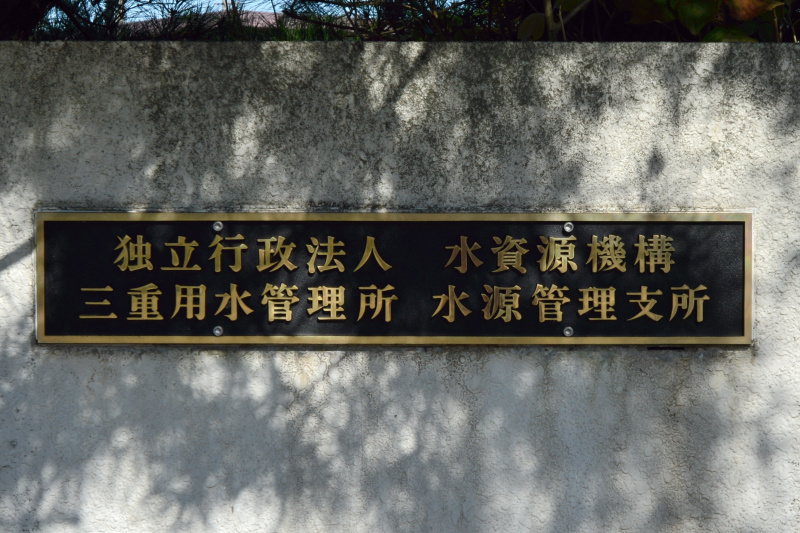 独立行政法人　水資源機構
三重用水管理所　水源管理支所